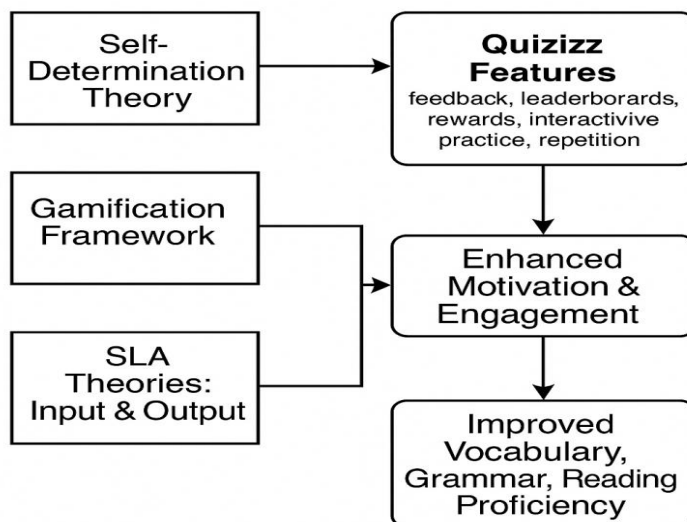 Self-
Determination
Theory
Quizizz
Features
feedback, leaderborards,
rewards, interactivive
practice, repetition
Gamification
Framework
Enhanced
Motivation &
Engagement
SLA
Theories:
Input & Output
Improved
Vocabulary,
Grammar, Reading
Proficiency